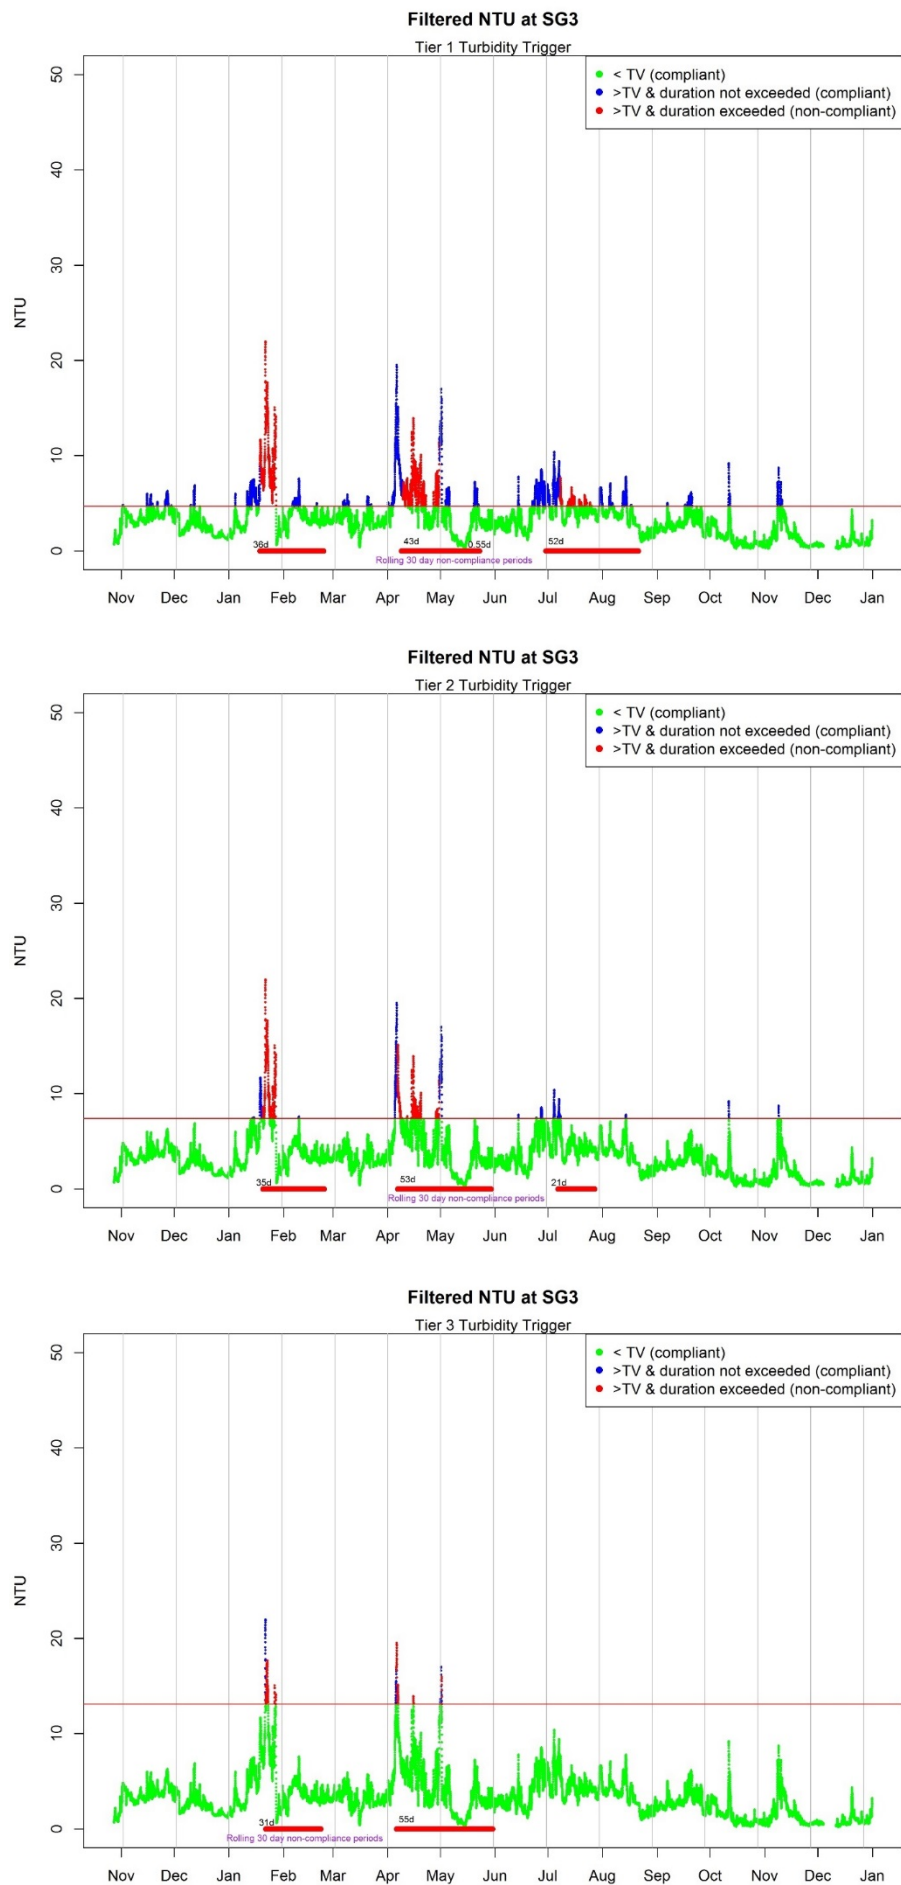 Filtered NTU at SG3
Tier 1 Turbidity Trigger
< TV (compliant)
>TV & duration not exceeded (compliant)
>TV & duration exceeded (non-compliant)
50
40
30
20
10
0
NTU
36d
43d
0.55d
52d
Rolling 30 day non-compliance periods
Nov Dec Jan Feb Mar Apr May Jun Jul Aug Sep Oct Nov Dec Jan
Filtered NTU at SG3
Tier 2 Turbidity Trigger
< TV (compliant)
>TV & duration not exceeded (compliant)
>TV & duration exceeded (non-compliant)
50
40
30
20
10
0
NTU
35d
53d
21d
Rolling 30 day non-compliance periods
Nov Dec Jan Feb Mar Apr May Jun Jul Aug Sep Oct Nov Dec Jan
Filtered NTU at SG3
Tier 3 Turbidity Trigger
< TV (compliant)
>TV & duration not exceeded (compliant)
>TV & duration exceeded (non-compliant)
50
40
30
20
10
0
NTU
31d
55d
Rolling 30 day non-compliance periods
Nov Dec Jan Feb Mar Apr May Jun Jul Aug Sep Oct Nov Dec Jan